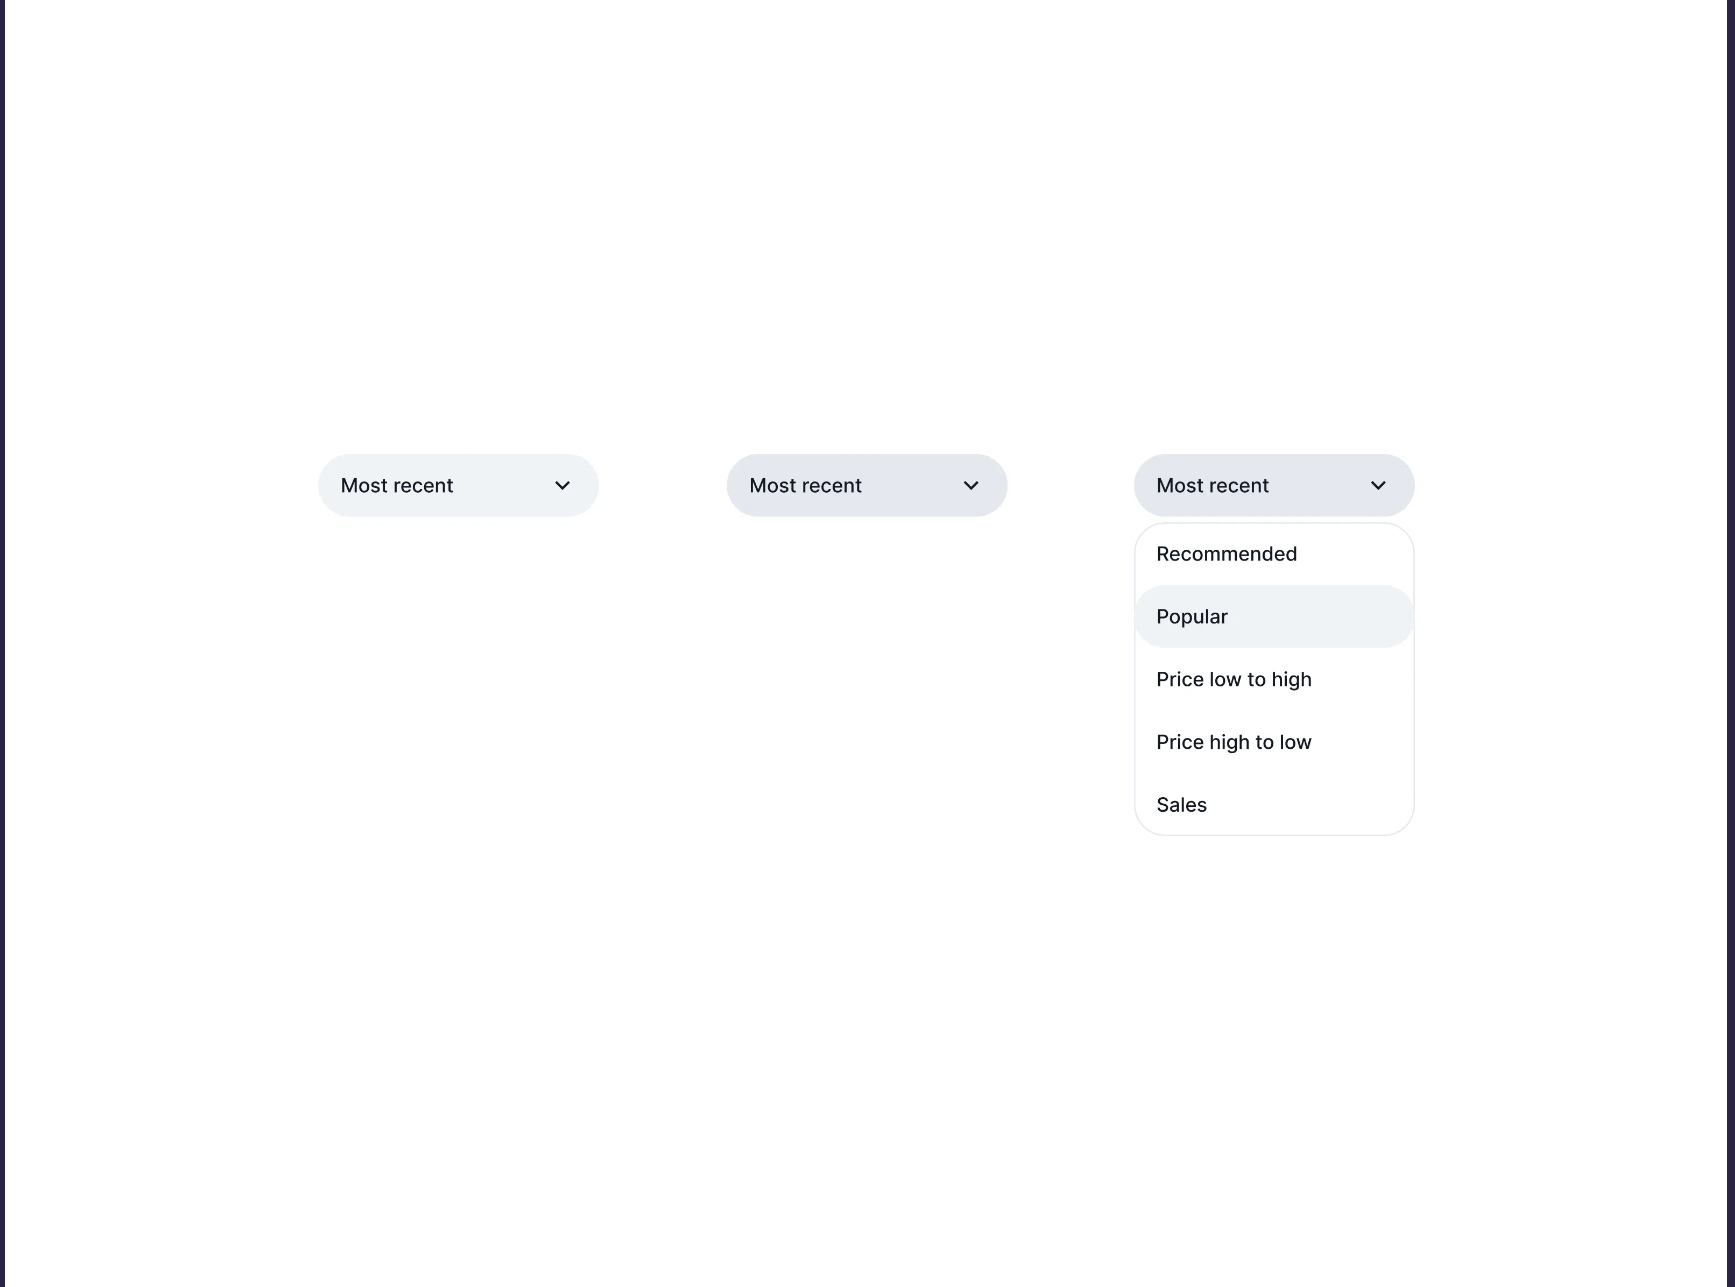 Most recent
Most recent
Most recent
Recommended
Popular
Price low to high
Price high to low
Sales